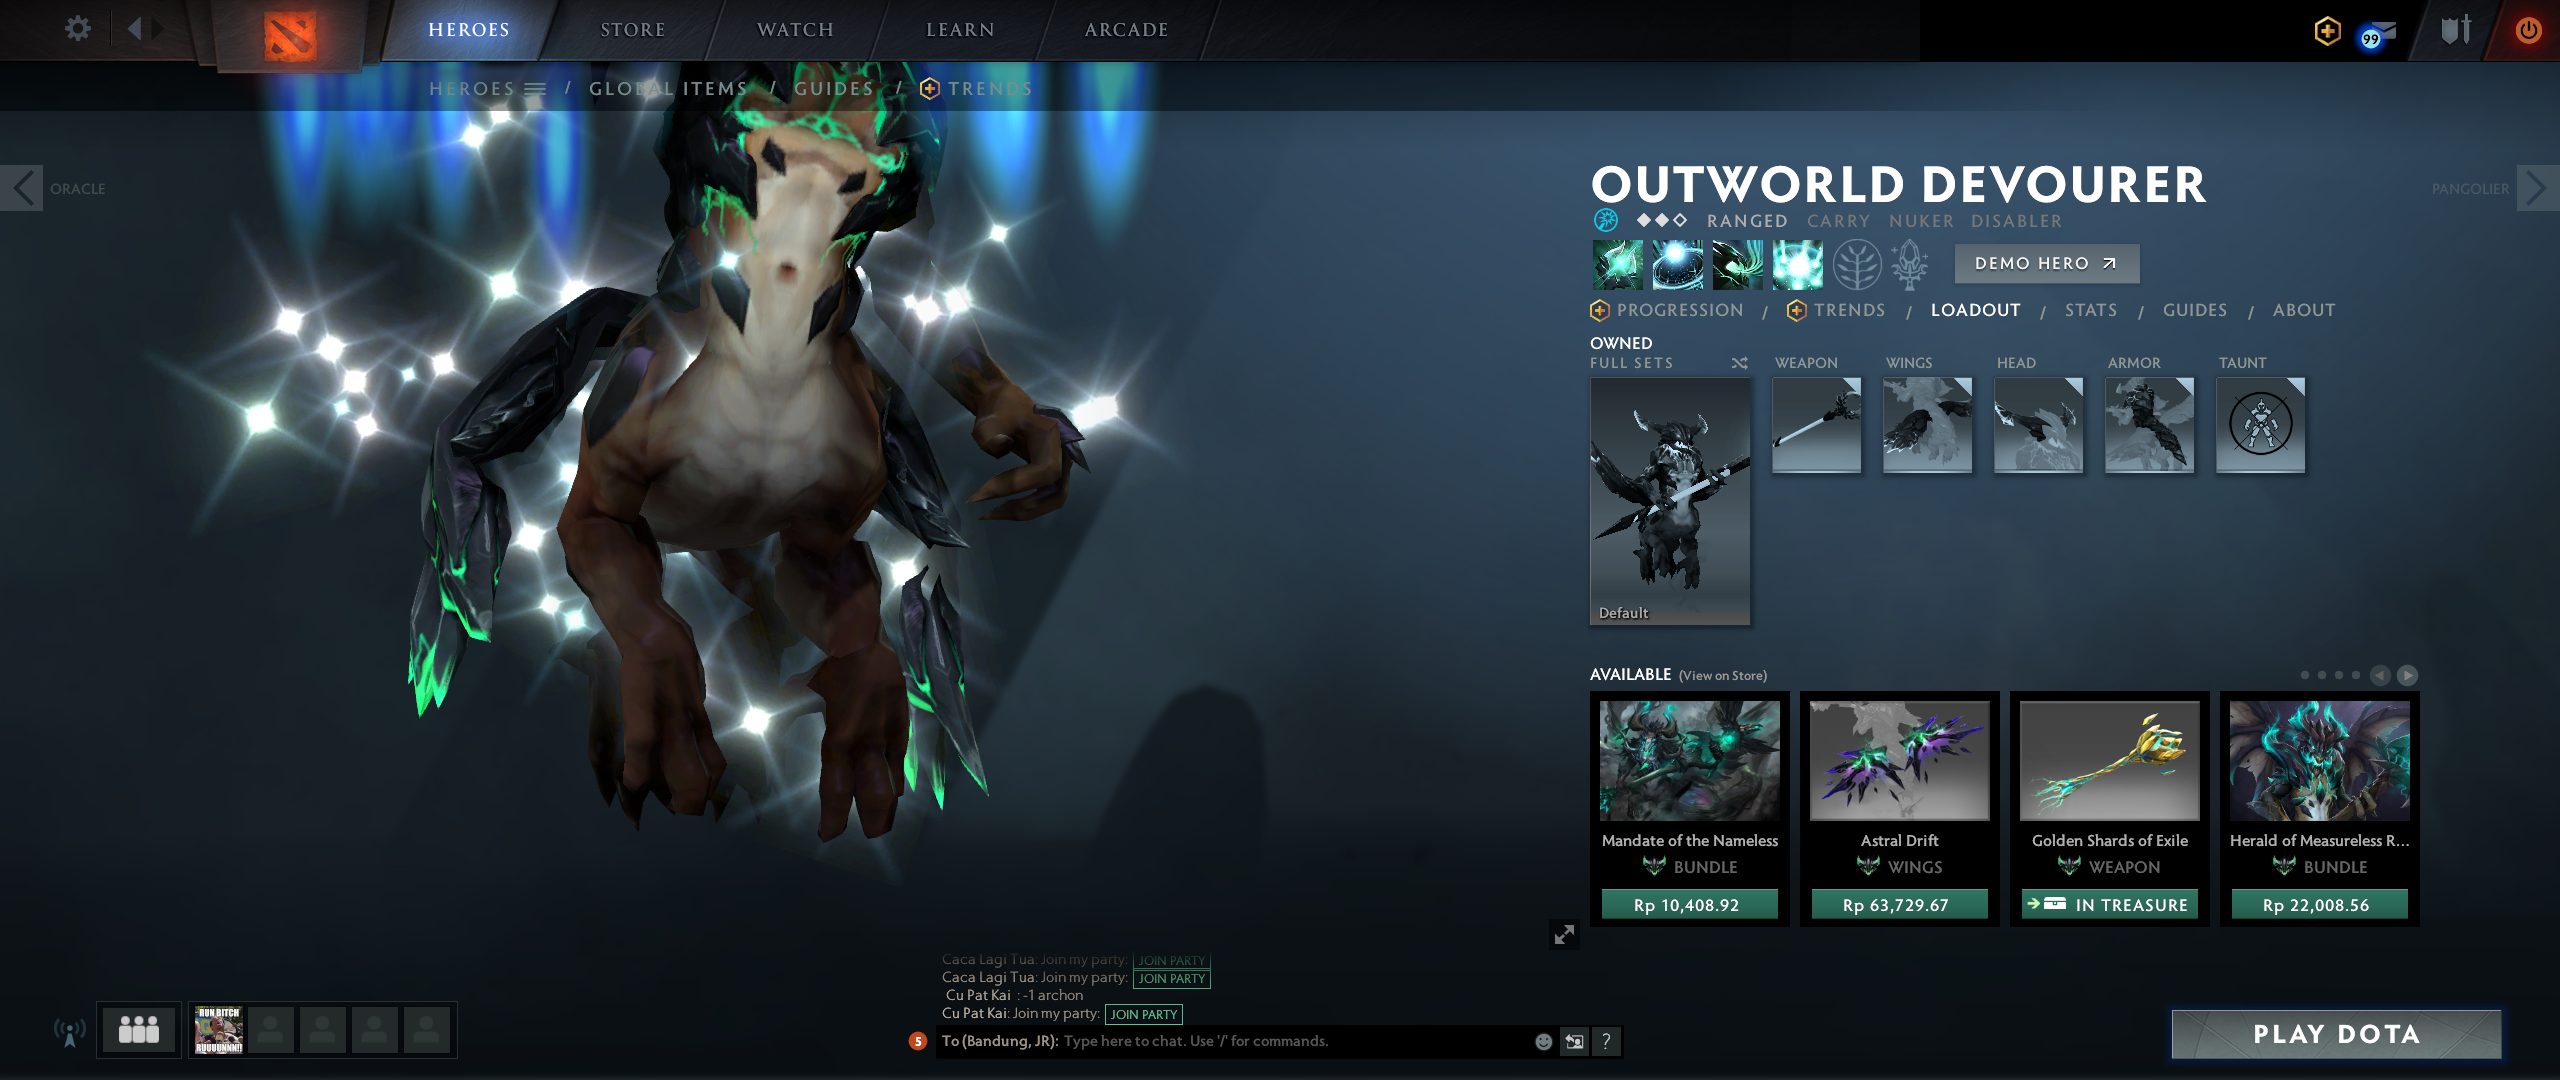 HEROES
STORE
WATCH
LEARN
ARCADE
99
HEROES / GLOBAL ITEMS / GUIDES / TRENDS
ORACLE
PANGOLIER
OUTWORLD DEVOURER
RANGED CARRY NUKER DISABLER
DEMO HERO
PROGRESSION / TRENDS / LOADOUT / STATS / GUIDES / ABOUT
OWNED
FULL SETS
WEAPON
WINGS
HEAD
ARMOR
TAUNT
Default
AVAILABLE (View on Store)
Mandate of the Nameless
BUNDLE
Rp 10,408.92
Astral Drift
WINGS
Rp 63,729.67
Golden Shards of Exile
WEAPON
IN TREASURE
Herald of Measureless R...
BUNDLE
Rp 22,008.56
Caca Lagi Tua: Join my party: JOIN PARTY
Caca Lagi Tua: Join my party: JOIN PARTY
Cu Pat Kai : -1 archon
Cu Pat Kai: Join my party: JOIN PARTY
5
To (Bandung, JR): Type here to chat. Use '/' for commands.
?
RUN BITCH
RUUUUNNN!!
PLAY DOTA